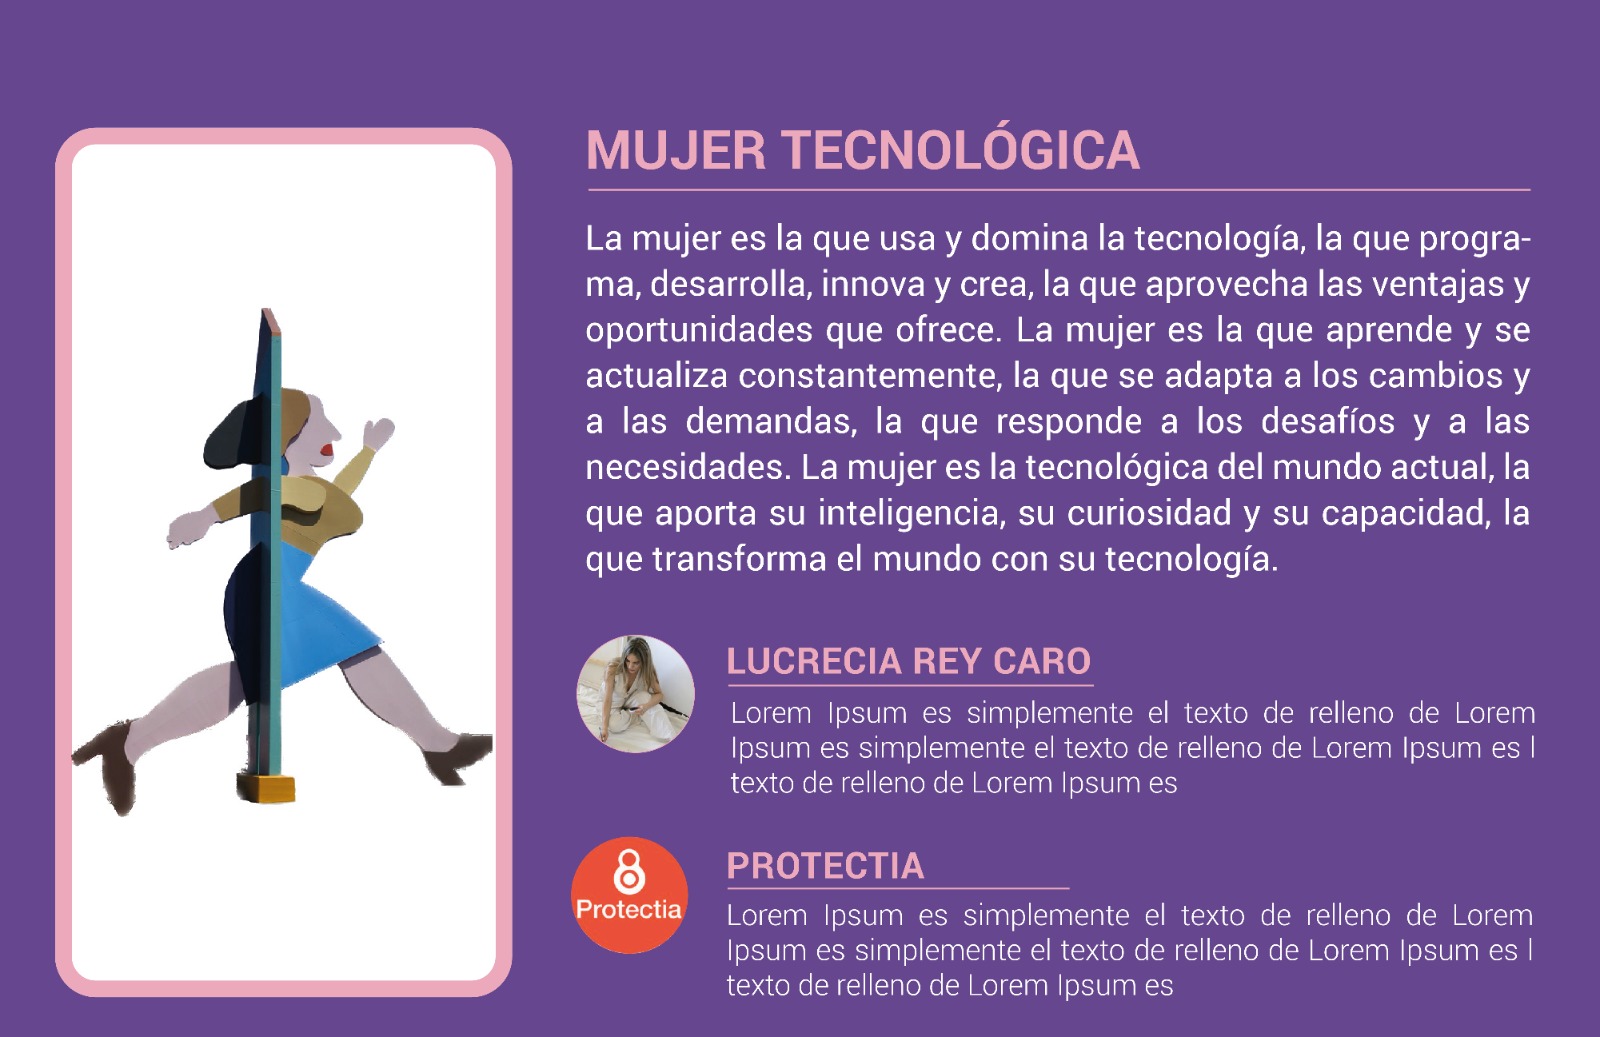 MUJER TECNOLÓGICA
La mujer es la que usa y domina la tecnología, la que progra-
ma, desarrolla, innova y crea, la que aprovecha las ventajas y
oportunidades que ofrece. La mujer es la que aprende y se
actualiza constantemente, la que se adapta a los cambios y
a las demandas, la que responde a los desafíos y a las
necesidades. La mujer es la tecnológica del mundo actual, la
que aporta su inteligencia, su curiosidad y su capacidad, la
que transforma el mundo con su tecnología.
LUCRECIA REY CARO
Lorem Ipsum es simplemente el texto de relleno de Lorem
Ipsum es simplemente el texto de relleno de Lorem Ipsum es l
texto de relleno de Lorem Ipsum es
Protectia
PROTECTIA
Lorem Ipsum es simplemente el texto de relleno de Lorem
Ipsum es simplemente el texto de relleno de Lorem Ipsum es l
texto de relleno de Lorem Ipsum es